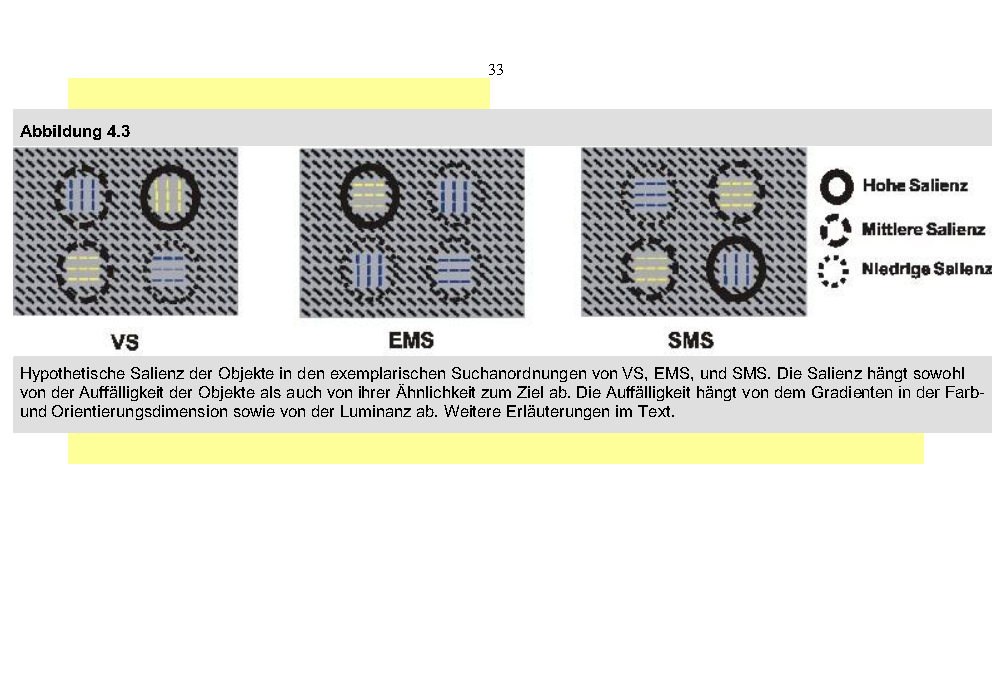 33
Abbildung 4.3
Hohe Salienz
Mittlere Salienz
Niedrige Salienz
VS
EMS
SMS
Hypothetische Salienz der Objekte in den exemplarischen Suchanordnungen von VS, EMS, und SMS. Die Salienz hängt sowohl
von der Auffälligkeit der Objekte als auch von ihrer Ähnlichkeit zum Ziel ab. Die Auffälligkeit hängt von dem Gradienten in der Farb-
und Orientierungsdimension sowie von der Luminanz ab. Weitere Erläuterungen im Text.